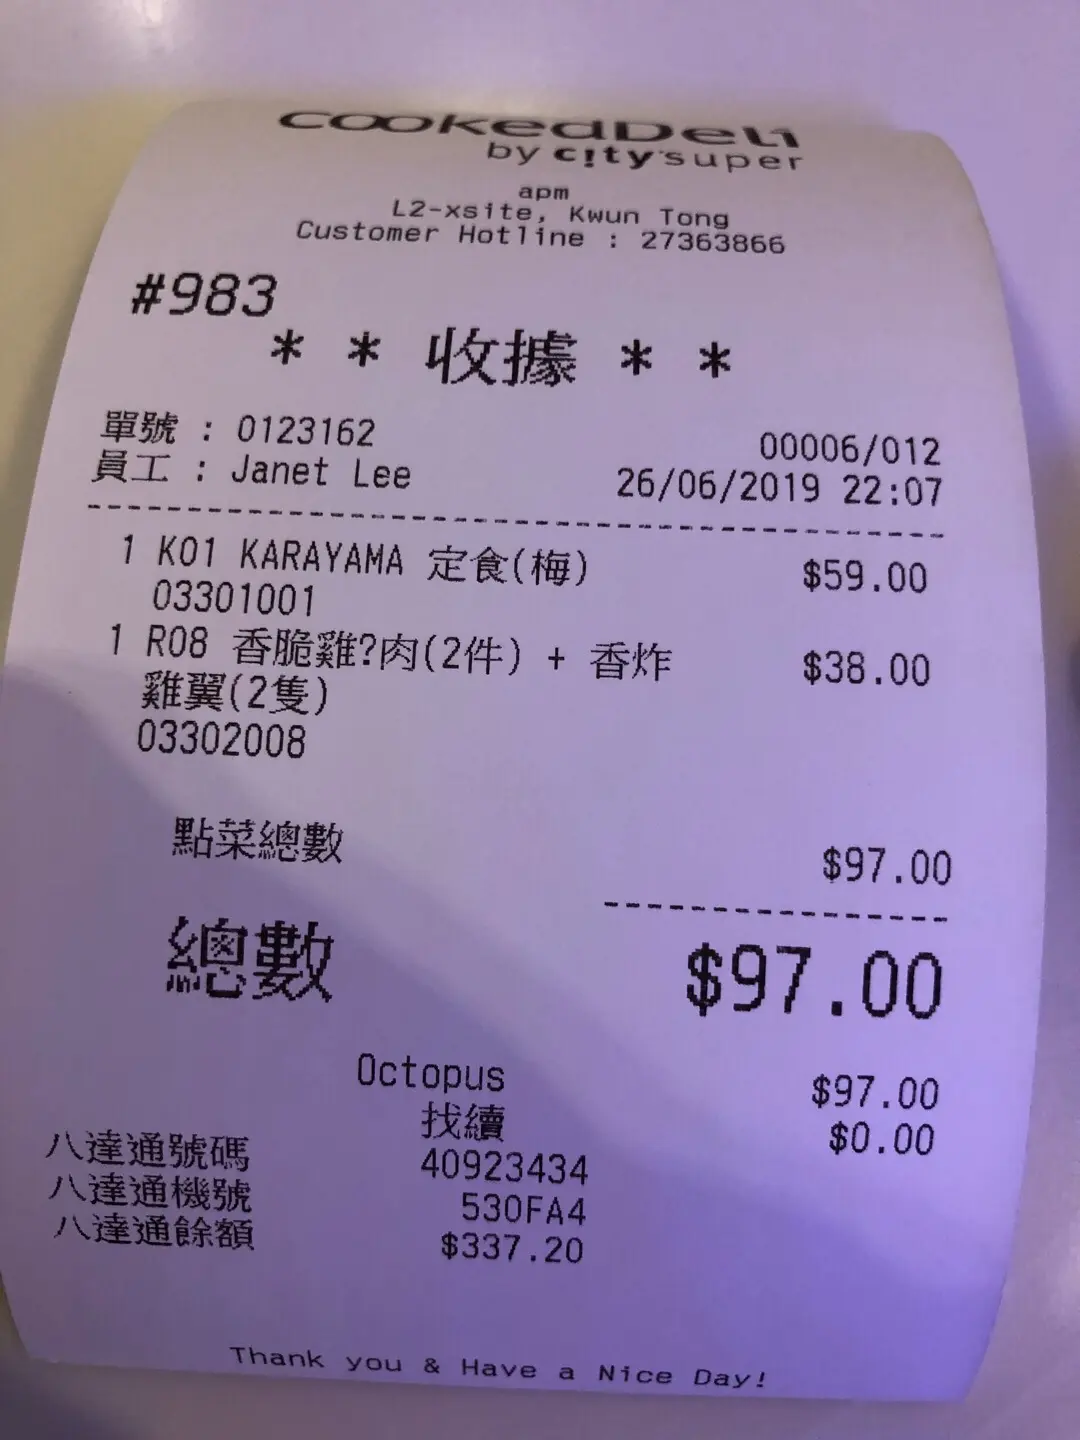 cookedDeli
by c!ty'super
apm
L2-xsite, Kwun Tong
Customer Hotline : 27363866
#983
* * 收據 * *
單號 : 0123162
00006/012
員工 : Janet Lee
26/06/2019 22:07
1 K01 KARAYAMA 定食(梅) $59.00
03301001
1 R08 香脆雞?肉(2件) + 香炸 $38.00
雞翼(2隻)
03302008
點菜總數 $97.00
總數 $97.00
Octopus $97.00
找續 $0.00
八達通號碼 40923434
八達通機號 530FA4
八達通餘額 $337.20
Thank you & Have a Nice Day!